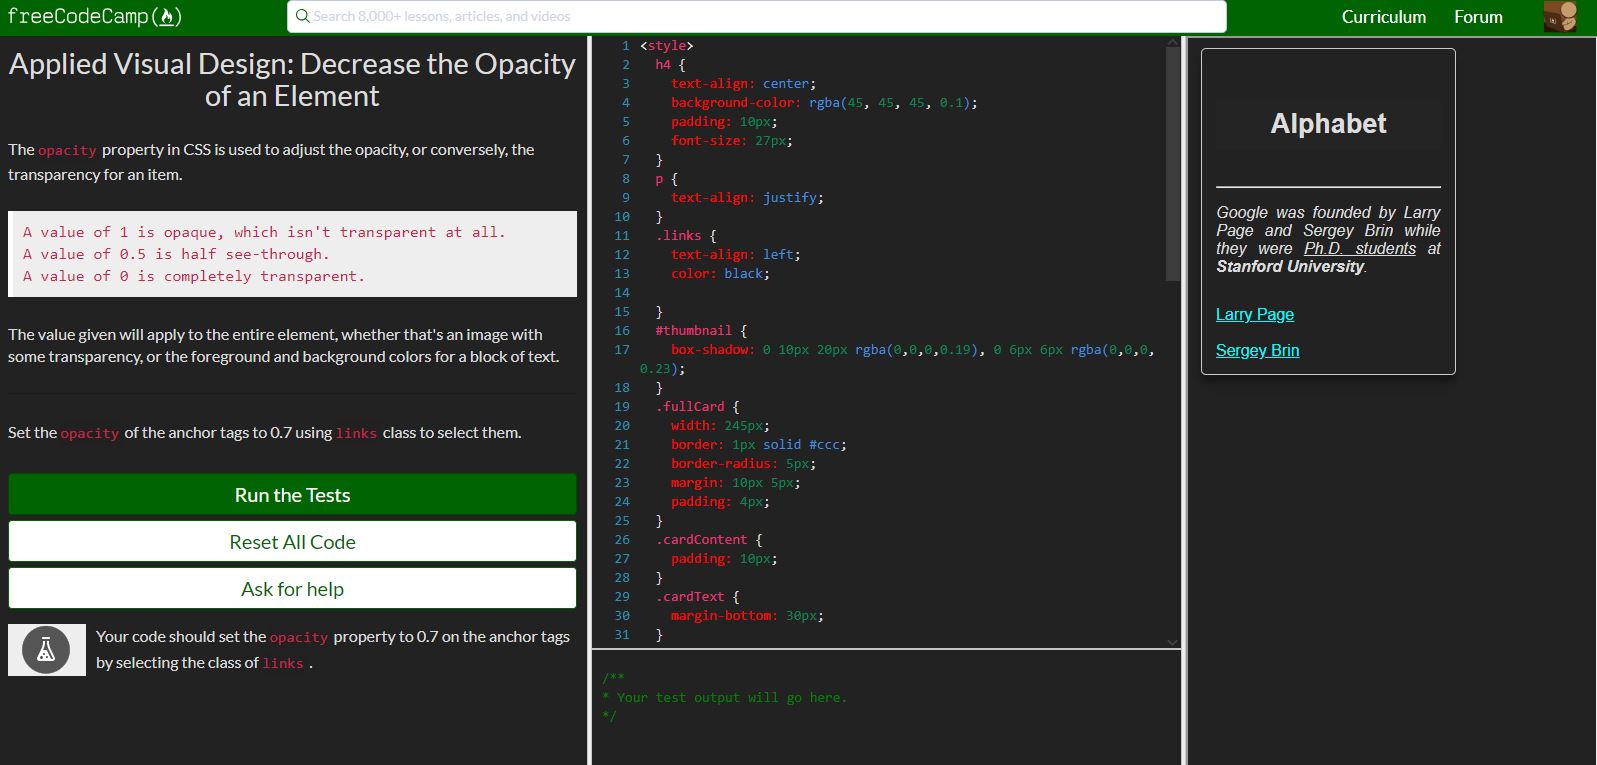 freeCodeCamp
Search 8,000+ lessons, articles, and videos
Curriculum
Forum
Applied Visual Design: Decrease the Opacity
of an Element
The opacity property in CSS is used to adjust the opacity, or conversely, the
transparency for an item.
A value of 1 is opaque, which isn't transparent at all.
A value of 0.5 is half see-through.
A value of 0 is completely transparent.
The value given will apply to the entire element, whether that's an image with
some transparency, or the foreground and background colors for a block of text.
Set the opacity of the anchor tags to 0.7 using links class to select them.
Run the Tests
Reset All Code
Ask for help
Your code should set the opacity property to 0.7 on the anchor tags
by selecting the class of links .
1 <style>
2 h4 {
3 text-align: center;
4 background-color: rgba(45, 45, 45, 0.1);
5 padding: 10px;
6 font-size: 27px;
7 }
8 p {
9 text-align: justify;
10 }
11 .links {
12 text-align: left;
13 color: black;
14
15 }
16 #thumbnail {
17 box-shadow: 0 10px 20px rgba(0,0,0,0.19), 0 6px 6px rgba(0,0,0,
0.23);
18 }
19 .fullCard {
20 width: 245px;
21 border: 1px solid #ccc;
22 border-radius: 5px;
23 margin: 10px 5px;
24 padding: 4px;
25 }
26 .cardContent {
27 padding: 10px;
28 }
29 .cardText {
30 margin-bottom: 30px;
31 }
/**
* Your test output will go here.
*/
Alphabet
Google was founded by Larry
Page and Sergey Brin while
they were Ph.D. students at
Stanford University.
Larry Page
Sergey Brin